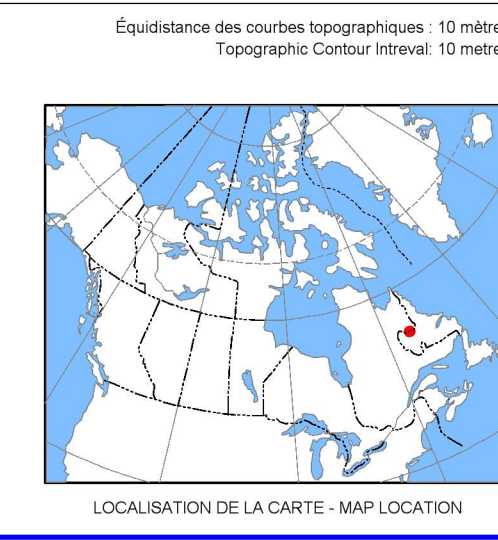 Équidistance des courbes topographiques : 10 mètre
Topographic Contour Intreval: 10 metre
LOCALISATION DE LA CARTE - MAP LOCATION